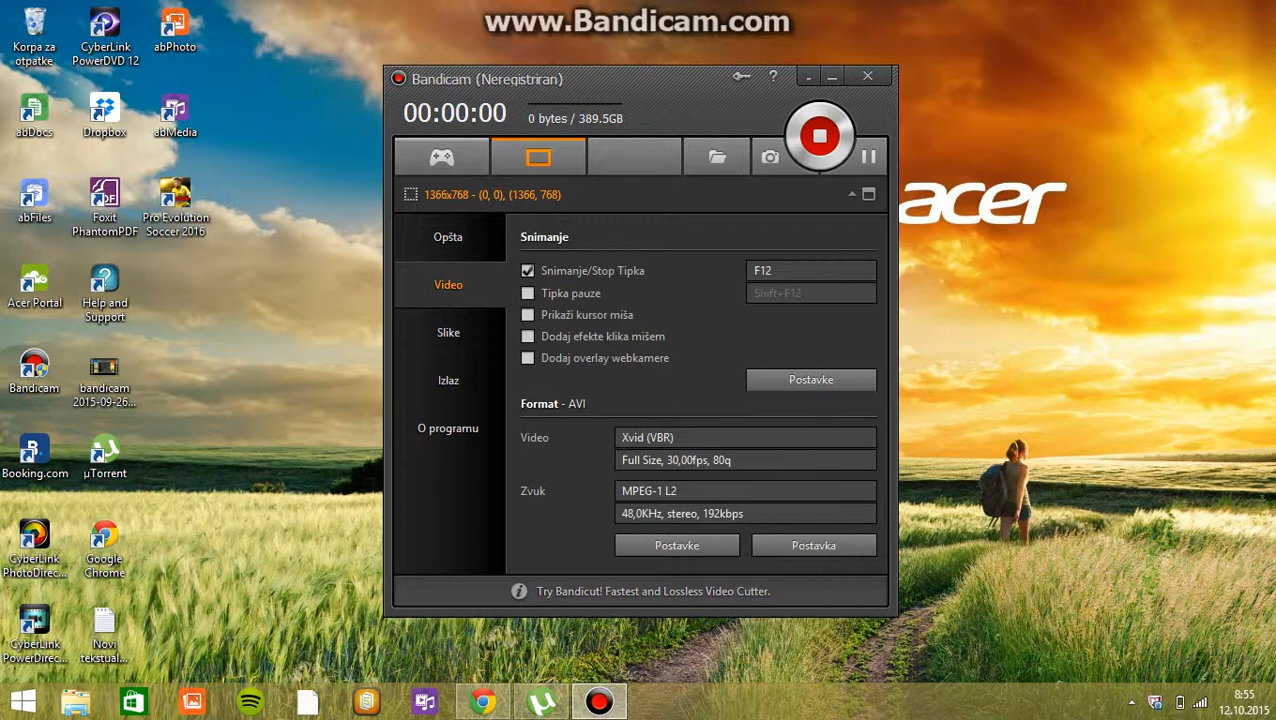 www.Bandicam.com
Korpa za
otpatke
CyberLink
PowerDVD 12
abPhoto
abDocs
Dropbox
abMedia
abFiles
Foxit
PhantomPDF
Pro Evolution
Soccer 2016
Acer Portal
Help and
Support
Bandicam
bandicam
2015-09-26...
Booking.com
µTorrent
CyberLink
PhotoDirec...
Google
Chrome
CyberLink
PowerDirec...
Novi
tekstual...
Bandicam (Neregistriran)
00:00:00
0 bytes / 389.5GB
1366x768 - (0, 0), (1366, 768)
Opšta
Video
Slike
Izlaz
O programu
Snimanje
Snimanje/Stop Tipka
F12
Tipka pauze
Shift+F12
Prikaži kursor miša
Dodaj efekte klika mišem
Dodaj overlay webkamere
Postavke
Format - AVI
Video
Xvid (VBR)
Full Size, 30,00fps, 80q
Zvuk
MPEG-1 L2
48,0KHz, stereo, 192kbps
Postavke
Postavka
Try Bandicut! Fastest and Lossless Video Cutter.
acer
8:55
12.10.2015